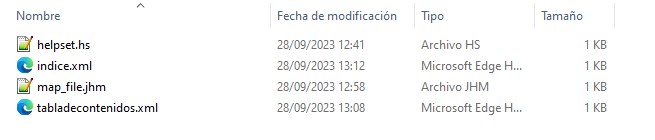 Nombre Fecha de modificación Tipo Tamaño
helpset.hs 28/09/2023 12:41 Archivo HS 1 KB
indice.xml 28/09/2023 13:12 Microsoft Edge H... 1 KB
map_file.jhm 28/09/2023 12:58 Archivo JHM 1 KB
tabladecontenidos.xml 28/09/2023 13:08 Microsoft Edge H... 1 KB